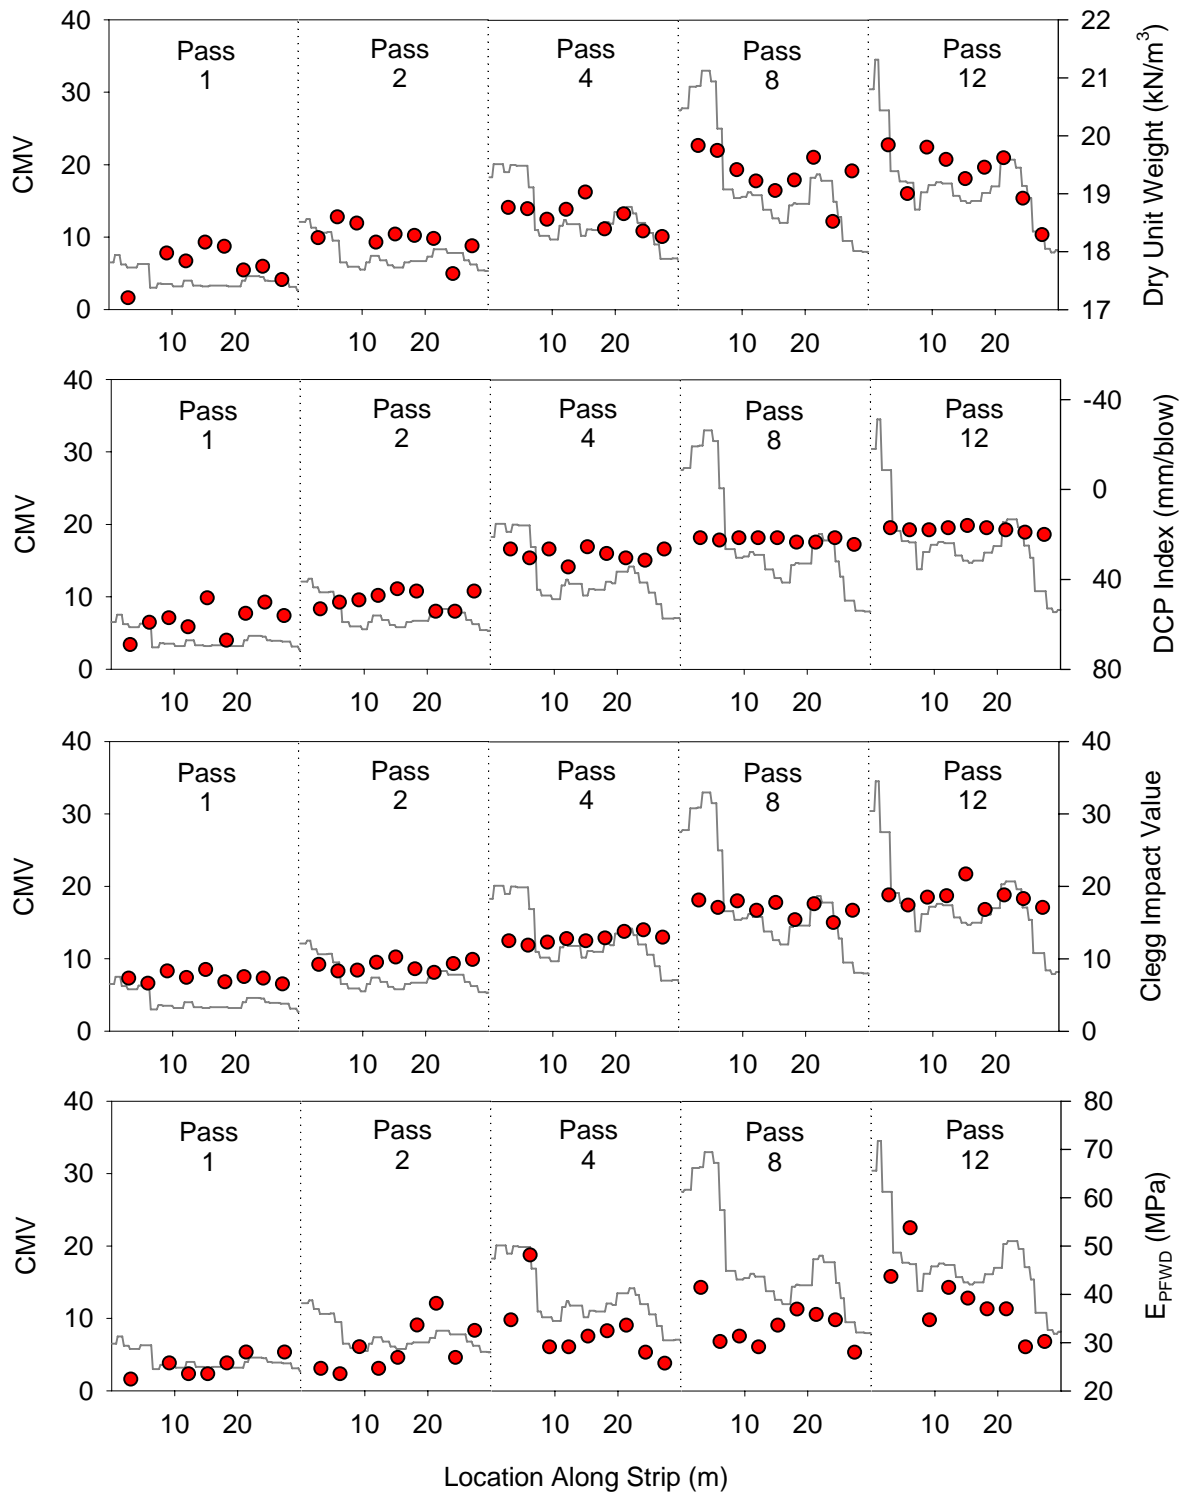 40
30
20
10
0
CMV
Pass
1
Pass
2
Pass
4
Pass
8
Pass
12
22
21
20
19
18
17
Dry Unit Weight (kN/m³)
10 20 10 20 10 20 10 20 10 20
40
30
20
10
0
CMV
Pass
1
Pass
2
Pass
4
Pass
8
Pass
12
-40
0
40
80
DCP Index (mm/blow)
10 20 10 20 10 20 10 20 10 20
40
30
20
10
0
CMV
Pass
1
Pass
2
Pass
4
Pass
8
Pass
12
40
30
20
10
0
Clegg Impact Value
10 20 10 20 10 20 10 20 10 20
40
30
20
10
0
CMV
Pass
1
Pass
2
Pass
4
Pass
8
Pass
12
80
70
60
50
40
30
20
E_PFWD (MPa)
10 20 10 20 10 20 10 20 10 20
Location Along Strip (m)